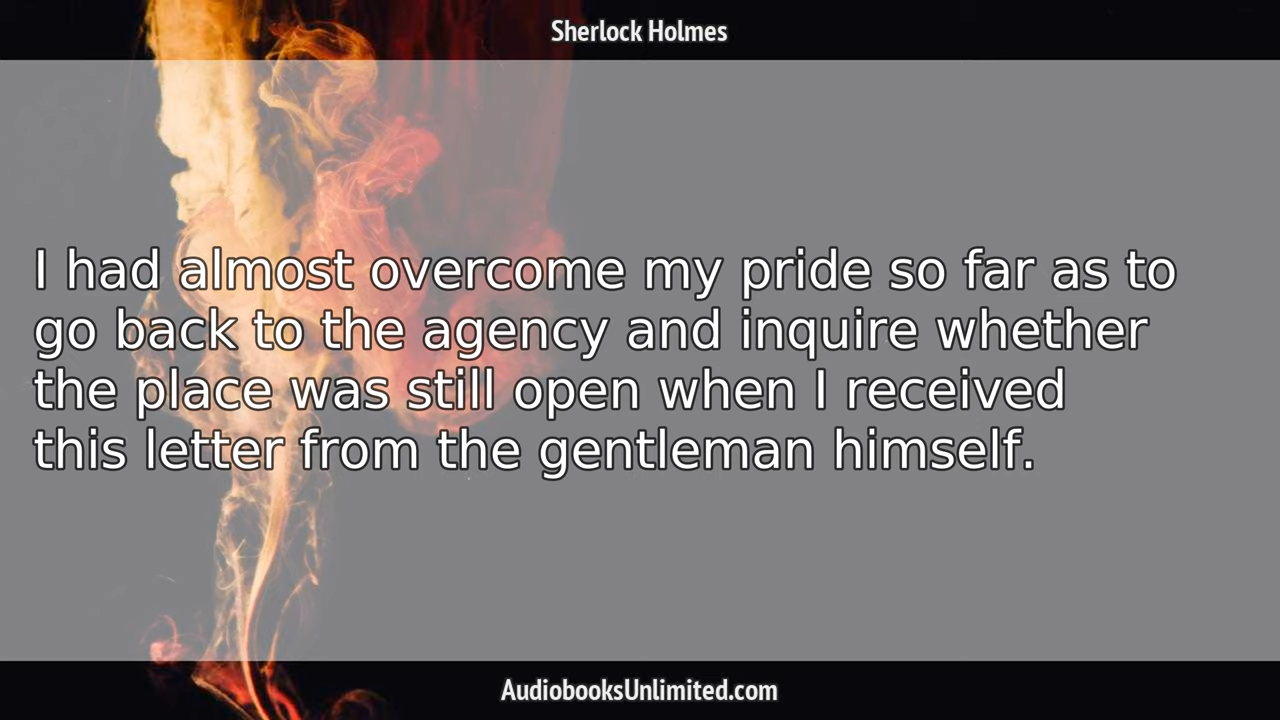 Sherlock Holmes
I had almost overcome my pride so far as to
go back to the agency and inquire whether
the place was still open when I received
this letter from the gentleman himself.
AudiobooksUnlimited.com